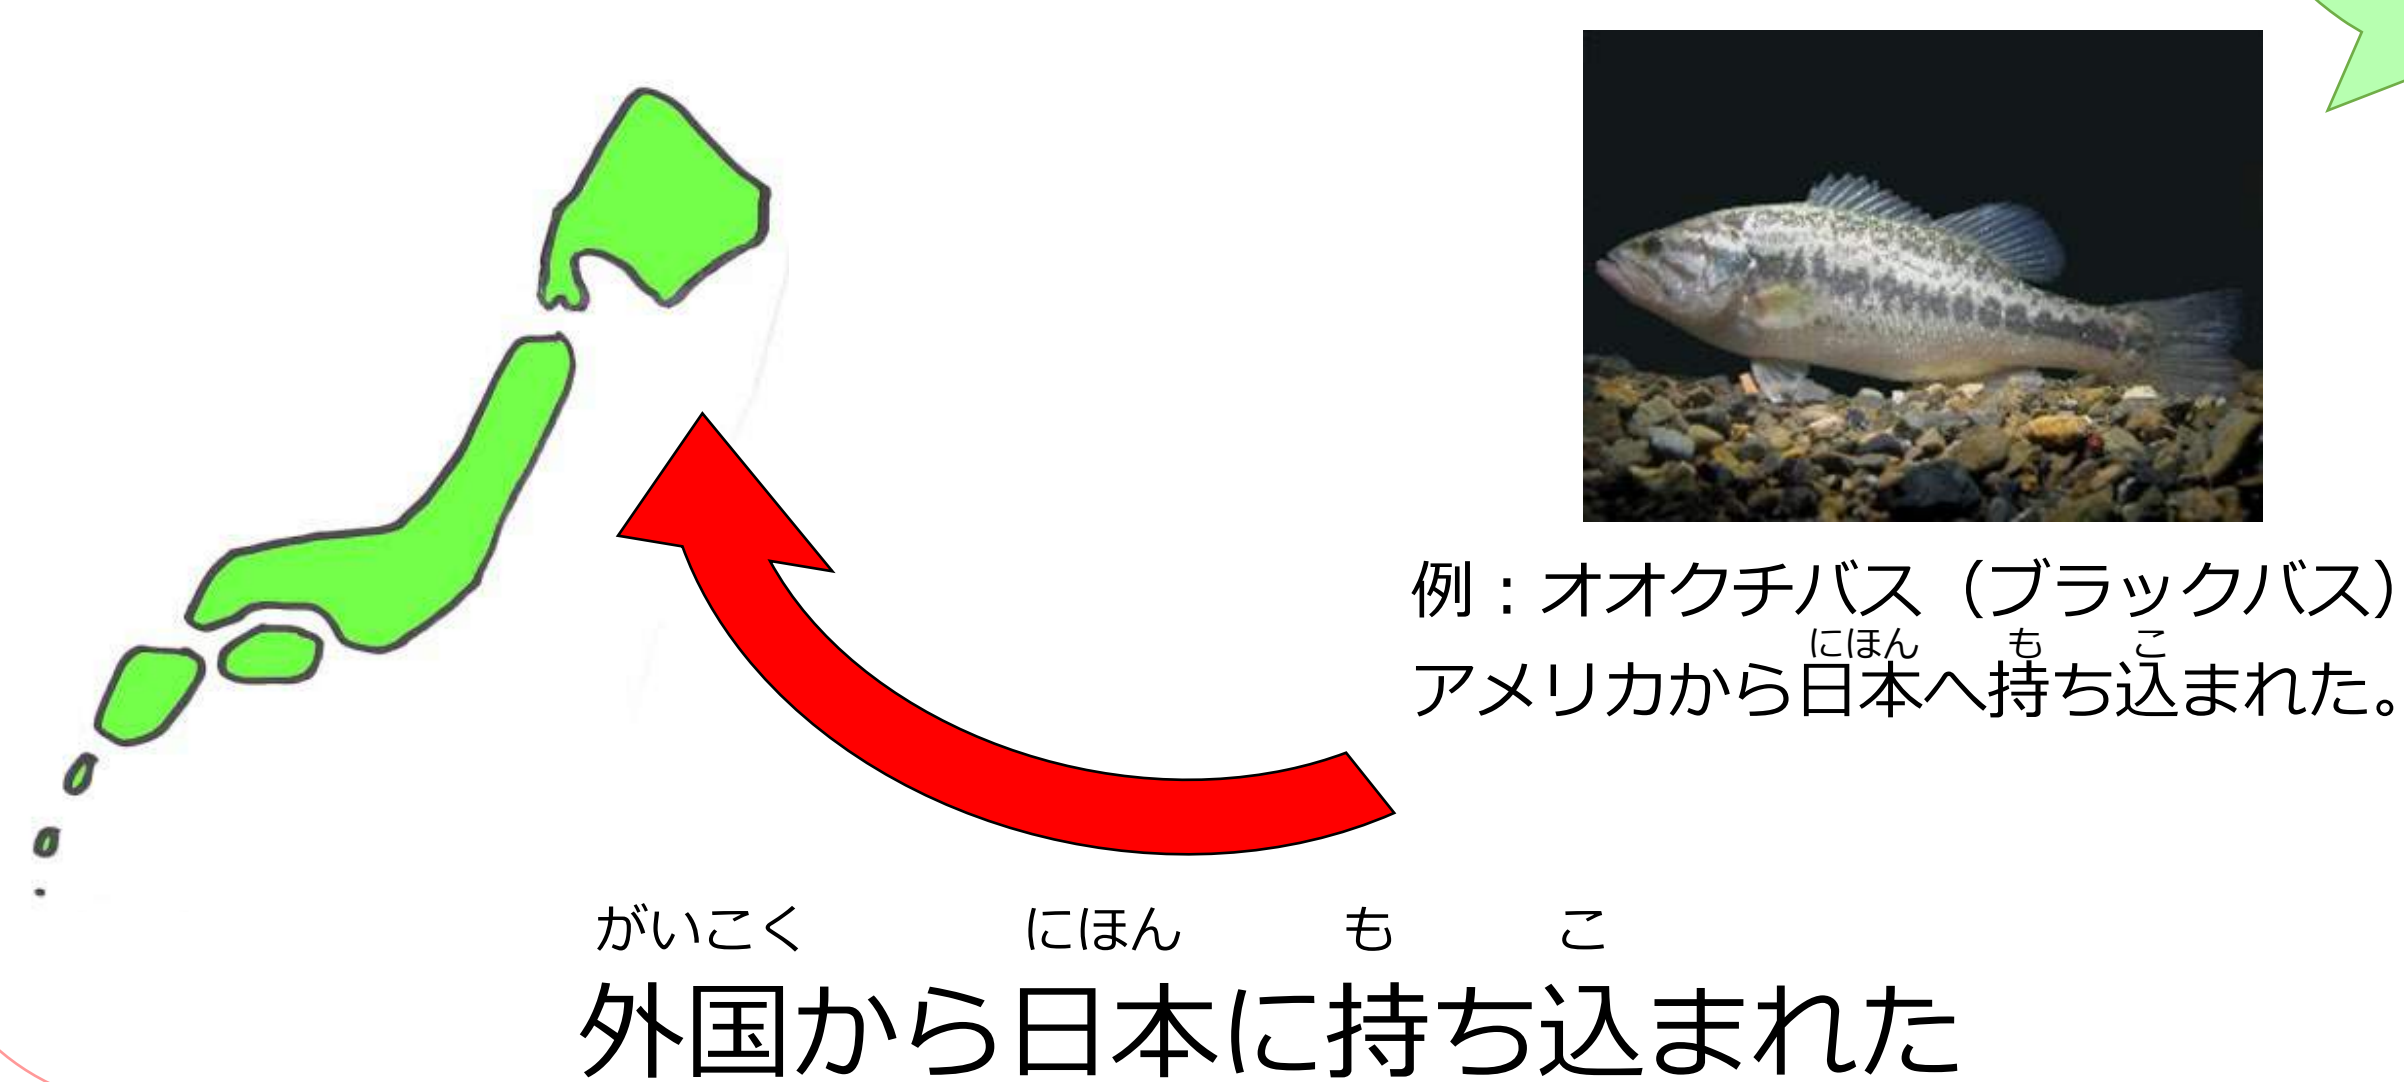 例：オオクチバス（ブラックバス）
にほん も こ
アメリカから日本へ持ち込まれた。
がいこく にほん も こ
外国から日本に持ち込まれた